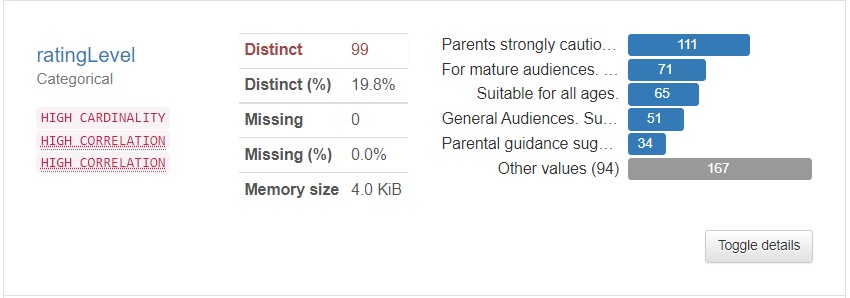 ratingLevel
Categorical
HIGH CARDINALITY
HIGH CORRELATION
HIGH CORRELATION
Distinct 99
Distinct (%) 19.8%
Missing 0
Missing (%) 0.0%
Memory size 4.0 KiB
Parents strongly cautio... 111
For mature audiences. ... 71
Suitable for all ages. 65
General Audiences. Su... 51
Parental guidance sug... 34
Other values (94) 167
Toggle details